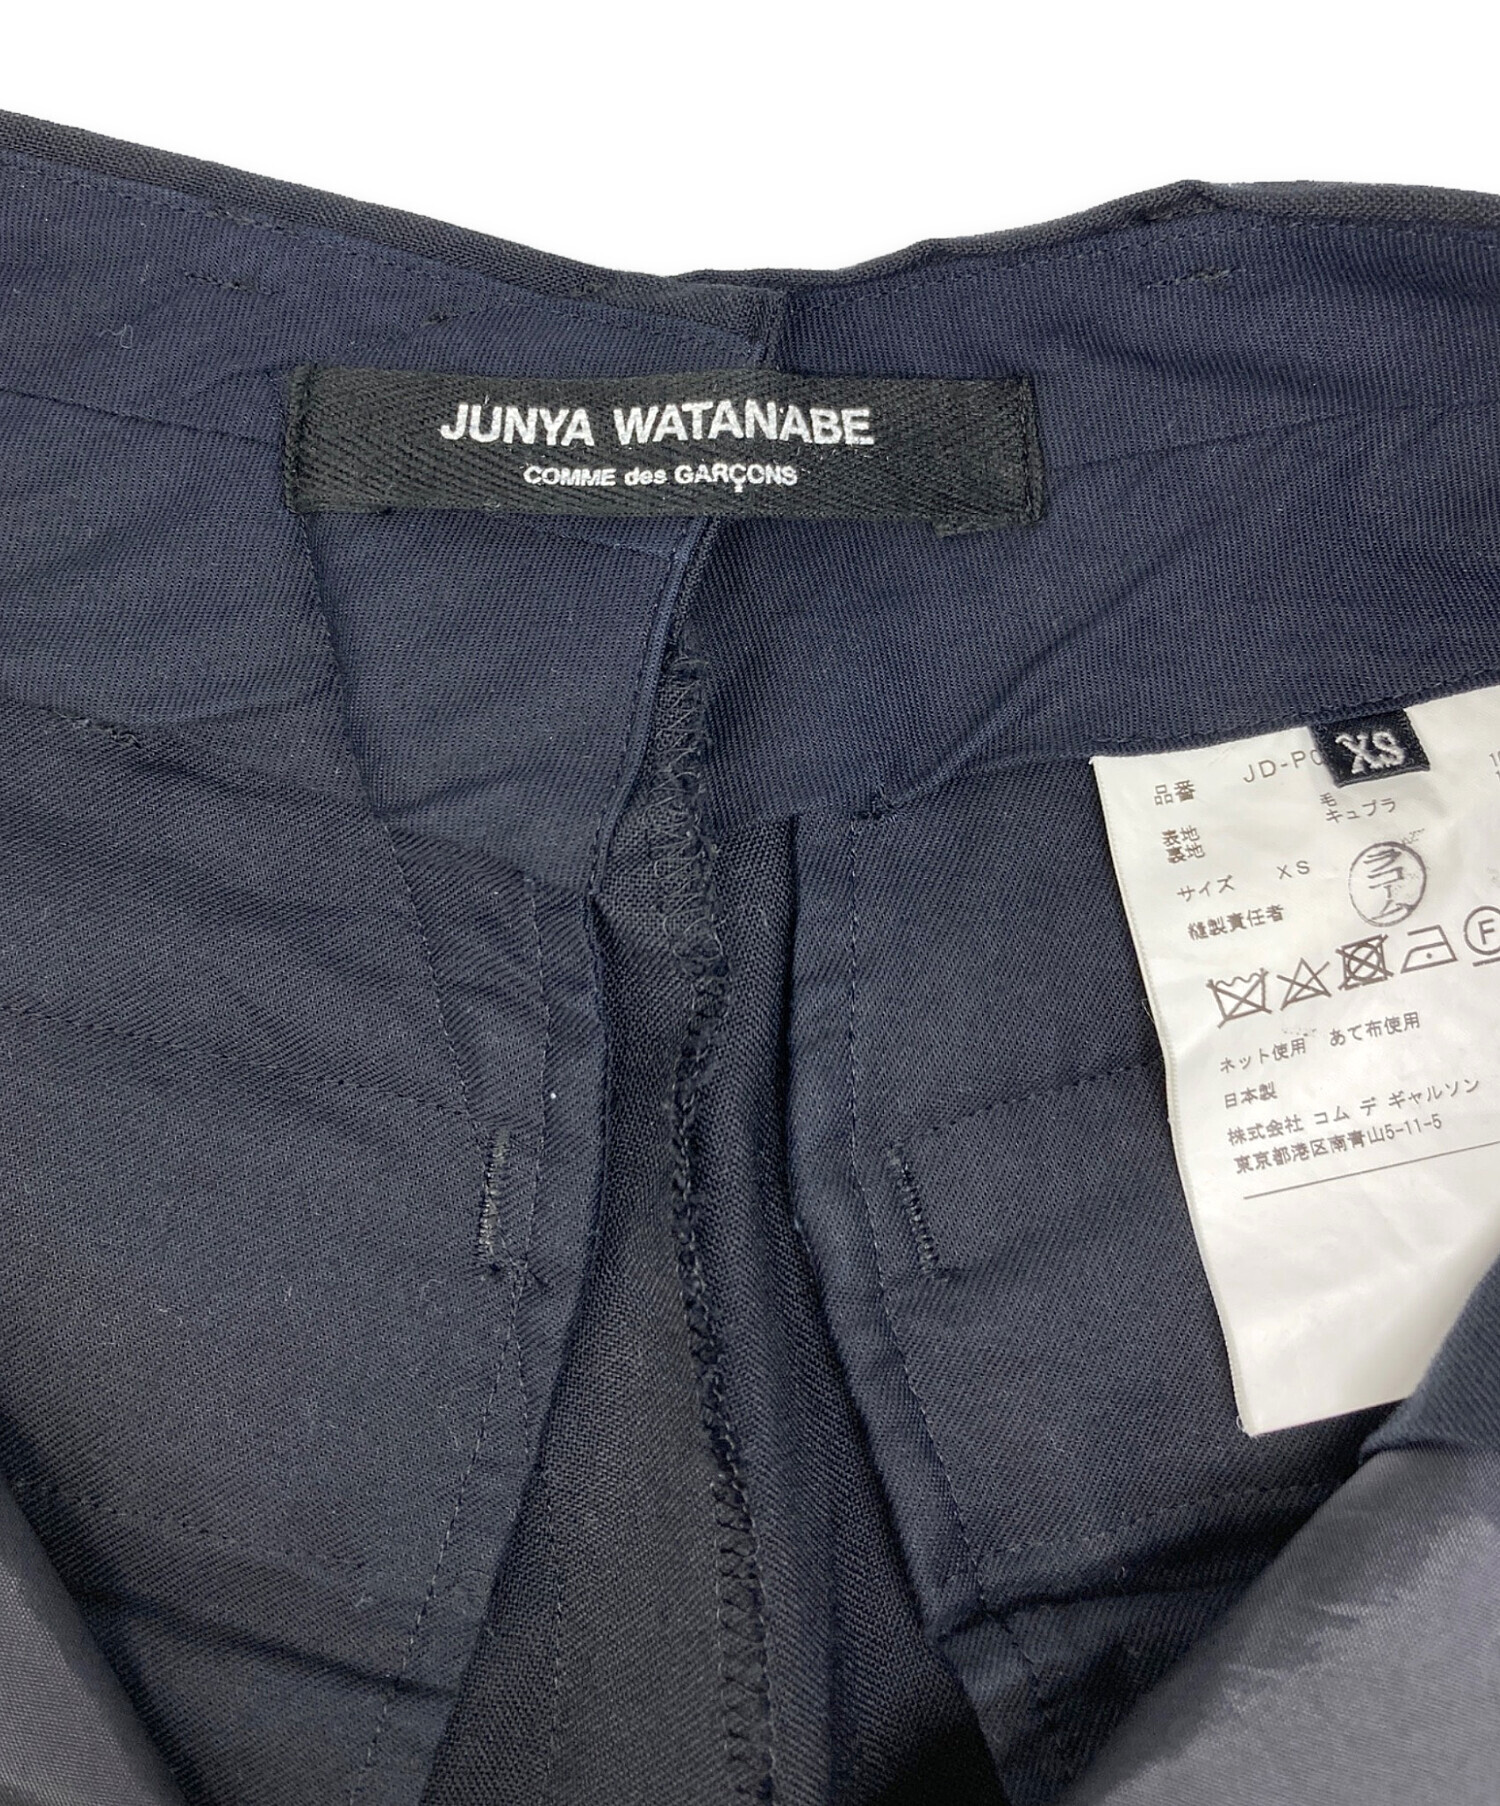 JUNYA WATANABE
COMME des GARÇONS
XS
品番 JD-P0
表地 毛
裏地 キュプラ
サイズ XS
縫製責任者
F
ネット使用 あて布使用
日本製
株式会社 コム デ ギャルソン
東京都港区南青山5-11-5